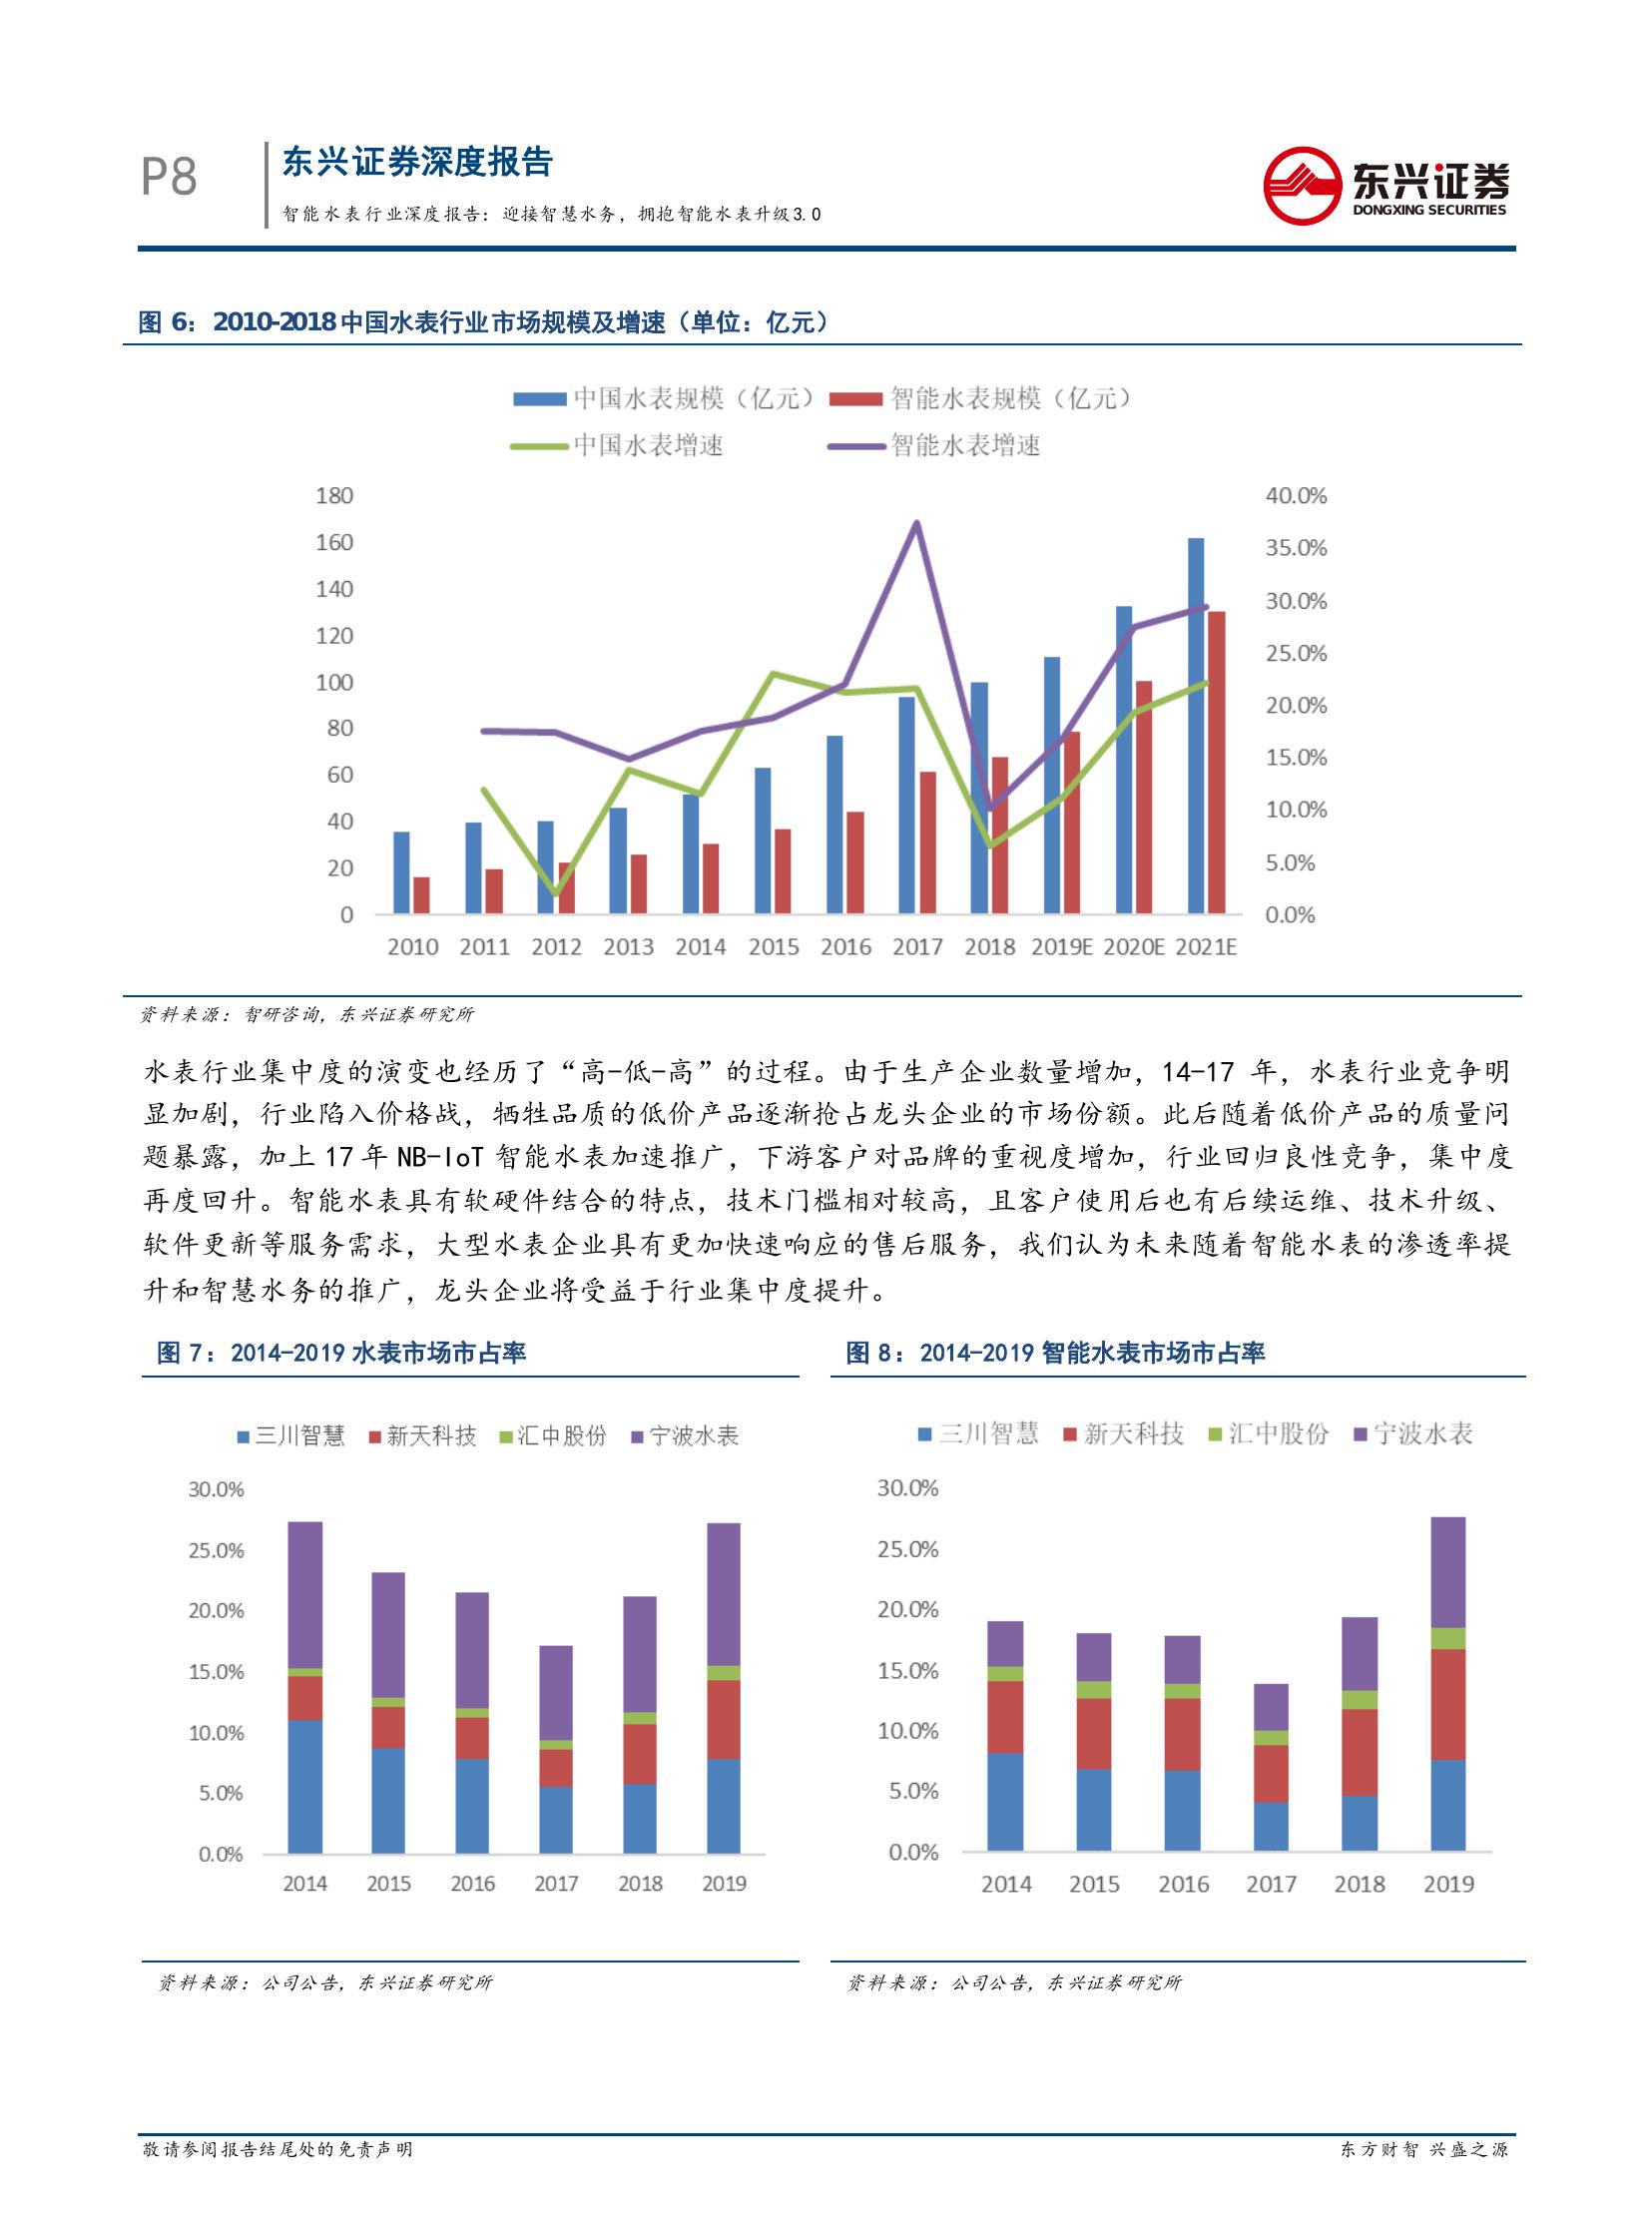 P8
东兴证券深度报告
智能水表行业深度报告：迎接智慧水务，拥抱智能水表升级3.0
东兴证券
DONGXING SECURITIES
图 6：2010-2018中国水表行业市场规模及增速（单位：亿元）
中国水表规模（亿元） 智能水表规模（亿元）
中国水表增速 智能水表增速
180 40.0%
160 35.0%
140 30.0%
120 25.0%
100 20.0%
80 15.0%
60 10.0%
40 5.0%
20 0.0%
0
2010 2011 2012 2013 2014 2015 2016 2017 2018 2019E 2020E 2021E
资料来源：智研咨询，东兴证券研究所
水表行业集中度的演变也经历了“高-低-高”的过程。由于生产企业数量增加，14-17 年，水表行业竞争明
显加剧，行业陷入价格战，牺牲品质的低价产品逐渐抢占龙头企业的市场份额。此后随着低价产品的质量问
题暴露，加上 17 年 NB-IoT 智能水表加速推广，下游客户对品牌的重视度增加，行业回归良性竞争，集中度
再度回升。智能水表具有软硬件结合的特点，技术门槛相对较高，且客户使用后也有后续运维、技术升级、
软件更新等服务需求，大型水表企业具有更加快速响应的售后服务，我们认为未来随着智能水表的渗透率提
升和智慧水务的推广，龙头企业将受益于行业集中度提升。
图 7：2014-2019 水表市场市占率
三川智慧 新天科技 汇中股份 宁波水表
30.0%
25.0%
20.0%
15.0%
10.0%
5.0%
0.0%
2014 2015 2016 2017 2018 2019
资料来源：公司公告，东兴证券研究所
图 8：2014-2019 智能水表市场市占率
三川智慧 新天科技 汇中股份 宁波水表
30.0%
25.0%
20.0%
15.0%
10.0%
5.0%
0.0%
2014 2015 2016 2017 2018 2019
资料来源：公司公告，东兴证券研究所
敬请参阅报告结尾处的免责声明
东方财智 兴盛之源